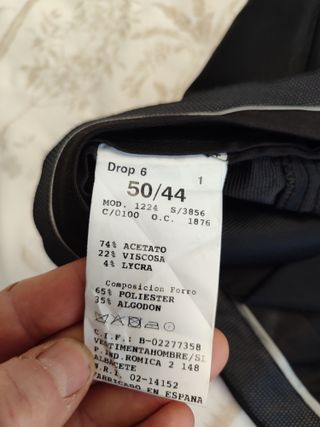 Drop 6 1
50/44
MOD. 1224 S/3856
C/0100 O.C. 1876
74% ACETATO
22% VISCOSA
4% LYCRA
Composicion Forro
65% POLIESTER
35% ALGODON
C.I.F.: B-02277358
VESTIMENTAHOMBRE/SL
P.IND.ROMICA 2 148
ALBACETE
N.R.I. 02-14152
FABRICADO EN ESPAÑA